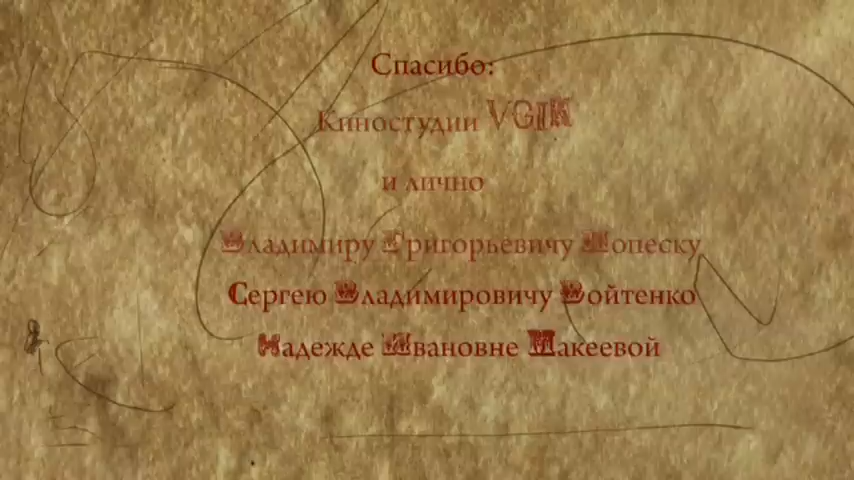 Спасибо:
Киностудии VGIK
и лично
Владимиру Григорьевичу Попеску
Сергею Владимировичу Войтенко
Надежде Ивановне Макеевой